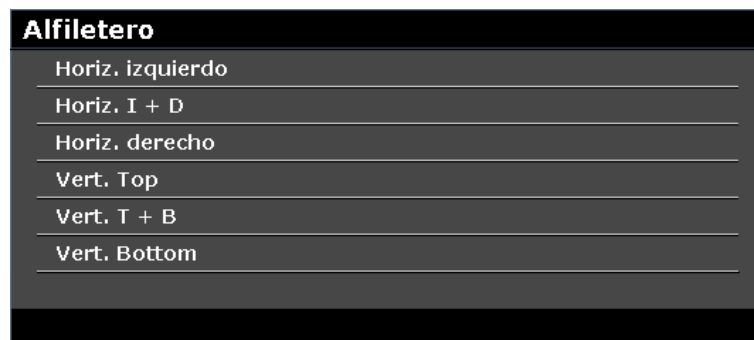 Alfiletero
Horiz. izquierdo
Horiz. I + D
Horiz. derecho
Vert. Top
Vert. T + B
Vert. Bottom